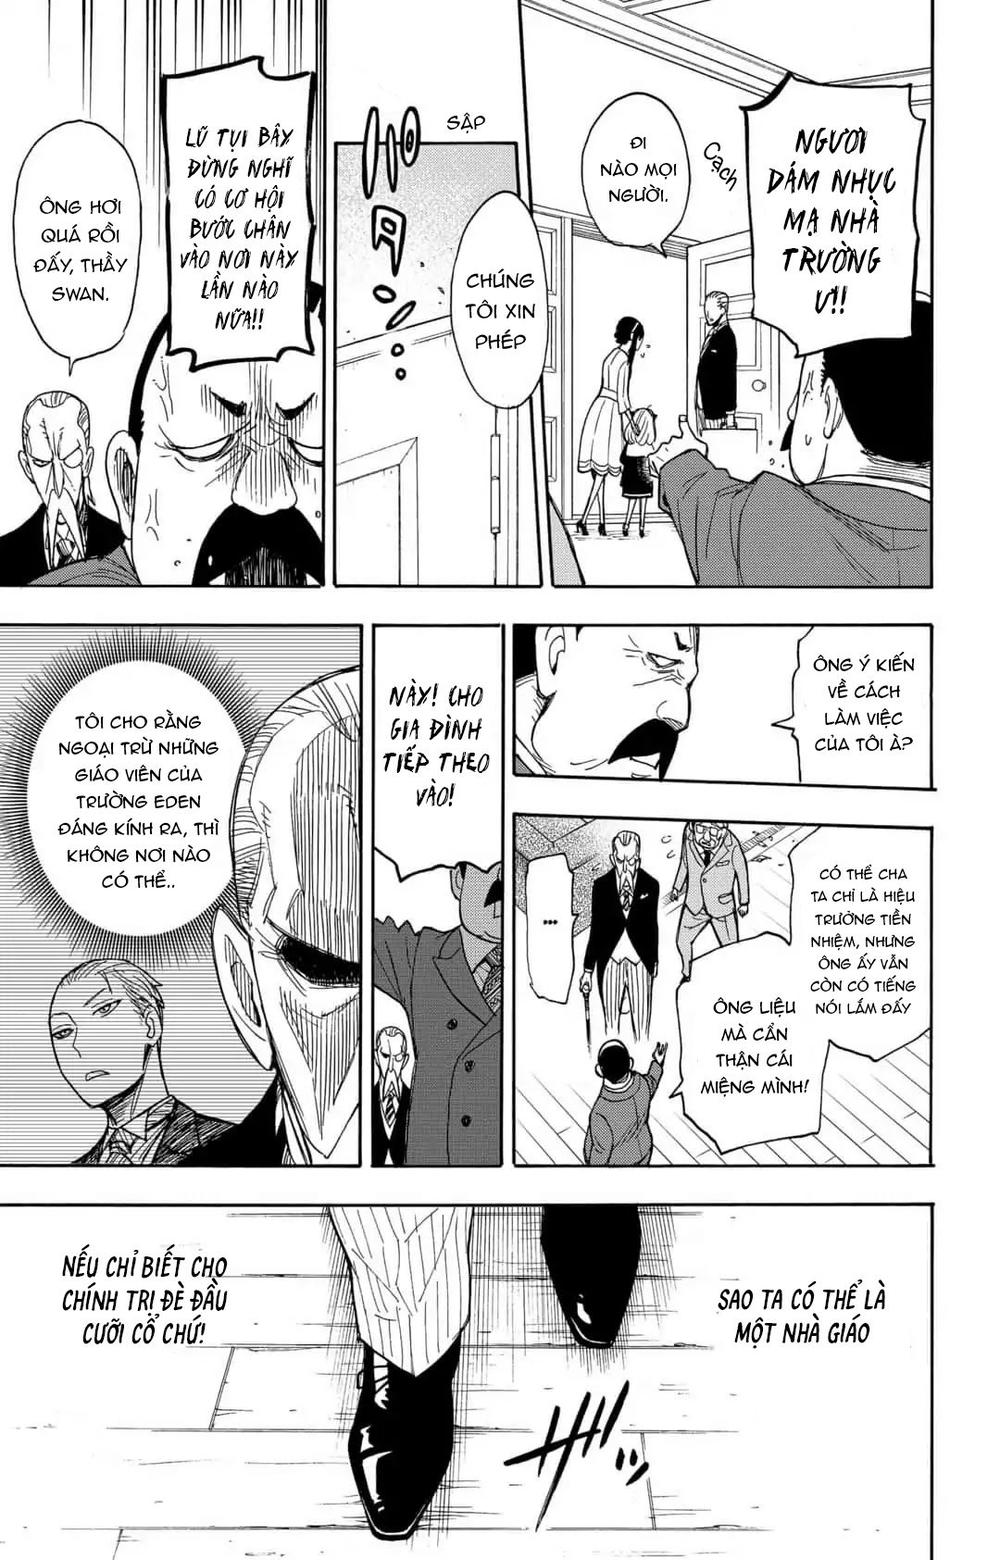 NGƯƠI
DÁM NHỤC
MẠ NHÀ
TRƯỜNG
Ư!!
Cạch
ĐI
NÀO MỌI
NGƯỜI.
SẬP
CHÚNG
TÔI XIN
PHÉP
LŨ TỤI BÂY
ĐỪNG NGHĨ
CÓ CƠ HỘI
BƯỚC CHÂN
VÀO NƠI NÀY
LẦN NÀO
NỮA!!
ÔNG HƠI
QUÁ RỒI
ĐẤY, THẦY
SWAN.
ÔNG Ý KIẾN
VỀ CÁCH
LÀM VIỆC
CỦA TÔI À?
CÓ THỂ CHA
TA CHỈ LÀ HIỆU
TRƯỞNG TIỀN
NHIỆM, NHƯNG
ÔNG ẤY VẪN
CÒN CÓ TIẾNG
NÓI LẮM ĐẤY
ÔNG LIỆU
MÀ CẨN
THẬN CÁI
MIỆNG MÌNH!
...
NÀY! CHO
GIA ĐÌNH
TIẾP THEO
VÀO!
TÔI CHO RẰNG
NGOẠI TRỪ NHỮNG
GIÁO VIÊN CỦA
TRƯỜNG EDEN
ĐÁNG KÍNH RA, THÌ
KHÔNG NƠI NÀO
CÓ THỂ..
SAO TA CÓ THỂ LÀ
MỘT NHÀ GIÁO
NẾU CHỈ BIẾT CHO
CHÍNH TRỊ ĐÈ ĐẦU
CƯỠI CỔ CHỨ!